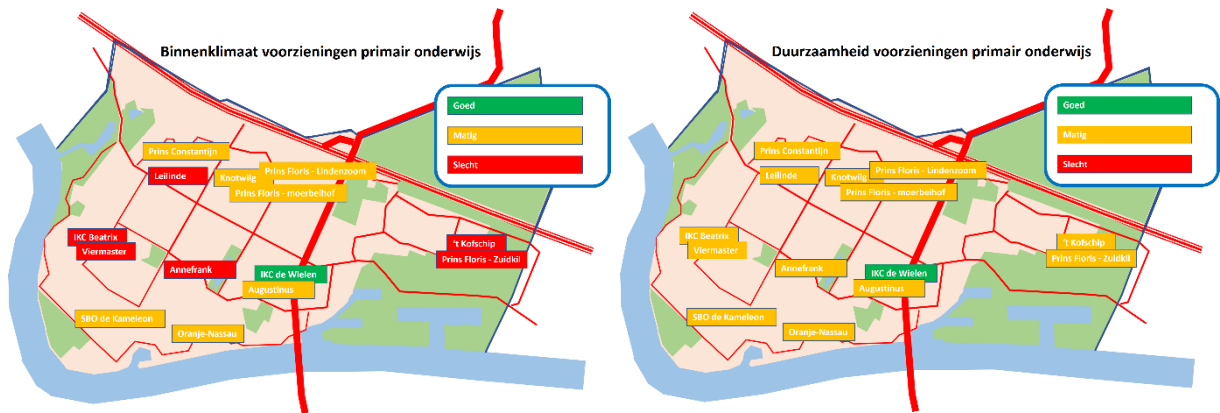 Binnenklimaat voorzieningen primair onderwijs
Goed
Matig
Slecht
Prins Constantijn
Leilinde
Knotwilg
Prins Floris - Lindenzoom
Prins Floris - moerbeihof
IKC Beatrix
Viermaster
't Kofschip
Prins Floris - Zuidkil
Annefrank
IKC de Wielen
Augustinus
SBO de Kameleon
Oranje-Nassau
Duurzaamheid voorzieningen primair onderwijs
Goed
Matig
Slecht
Prins Constantijn
Leilinde
Knotwilg
Prins Floris - Lindenzoom
Prins Floris - moerbeihof
IKC Beatrix
Viermaster
't Kofschip
Prins Floris - Zuidkil
Annefrank
IKC de Wielen
Augustinus
SBO de Kameleon
Oranje-Nassau